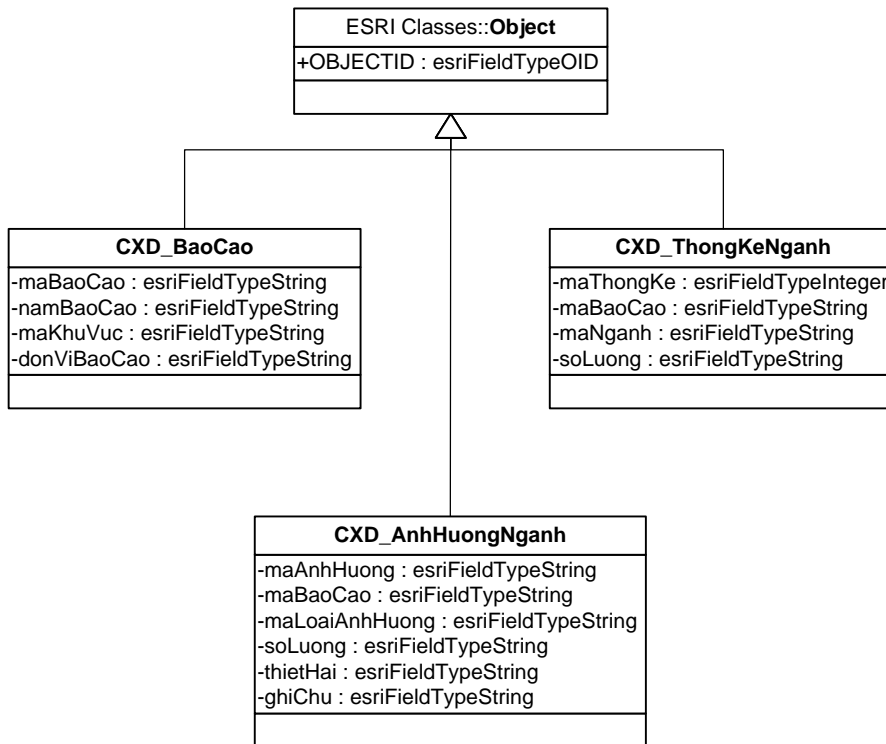 ESRI Classes::Object
+OBJECTID : esriFieldTypeOID
CXD_BaoCao
-maBaoCao : esriFieldTypeString
-namBaoCao : esriFieldTypeString
-maKhuVuc : esriFieldTypeString
-donViBaoCao : esriFieldTypeString
CXD_ThongKeNganh
-maThongKe : esriFieldTypeInteger
-maBaoCao : esriFieldTypeString
-maNganh : esriFieldTypeString
-soLuong : esriFieldTypeString
CXD_AnhHuongNganh
-maAnhHuong : esriFieldTypeString
-maBaoCao : esriFieldTypeString
-maLoaiAnhHuong : esriFieldTypeString
-soLuong : esriFieldTypeString
-thietHai : esriFieldTypeString
-ghiChu : esriFieldTypeString